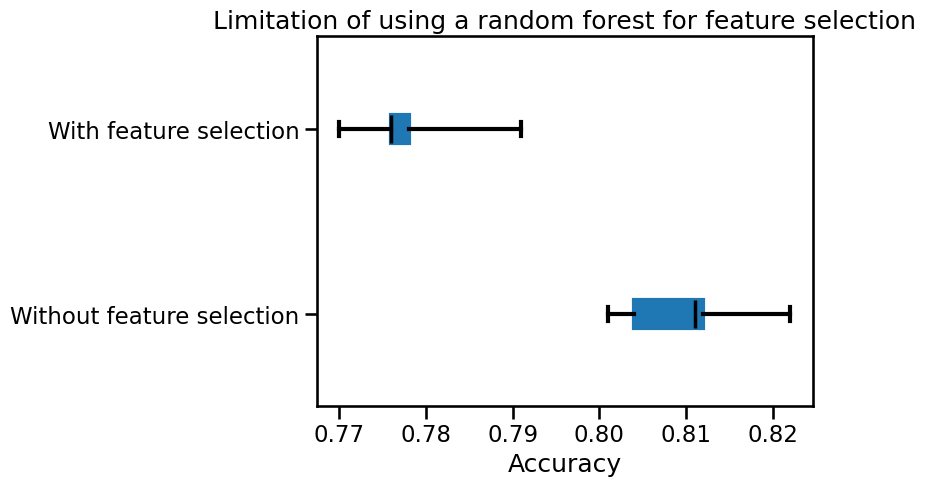 Limitation of using a random forest for feature selection
With feature selection
Without feature selection
0.77 0.78 0.79 0.80 0.81 0.82
Accuracy